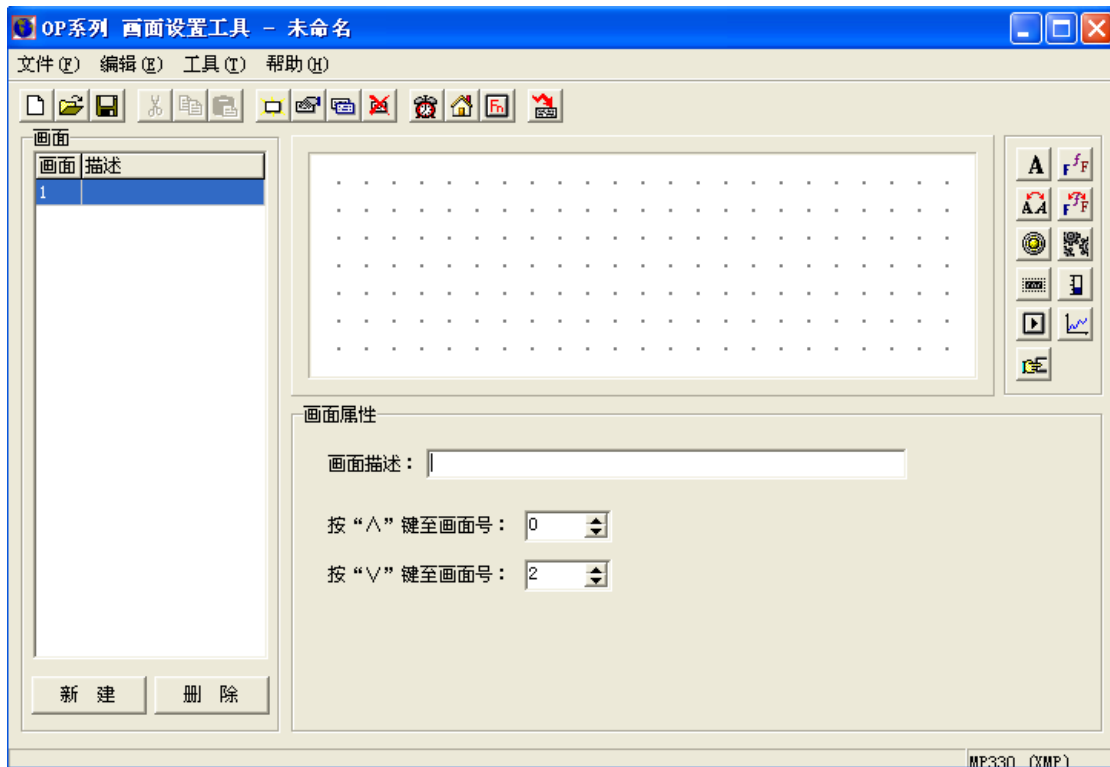 OP系列 画面设置工具 - 未命名
文件(F) 编辑(E) 工具(T) 帮助(H)
Fn
画面
画面 描述
1
A F f F
A A F F F
画面属性
画面描述：
按“∧”键至画面号： 0
按“∨”键至画面号： 2
新 建 删 除
MP330 (XMP)